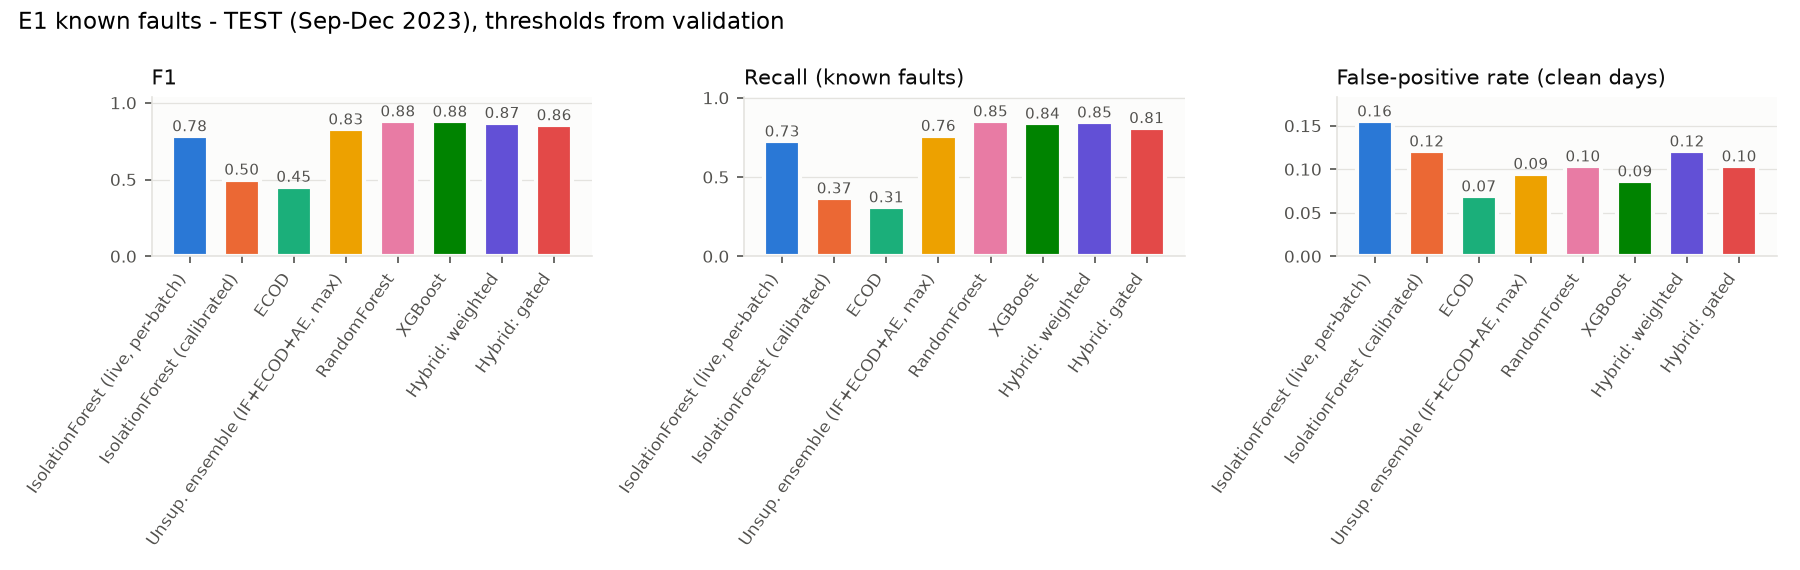 E1 known faults - TEST (Sep-Dec 2023), thresholds from validation
F1
1.0
0.5
0.0
0.78
0.50
0.45
0.83
0.88
0.88
0.87
0.86
IsolationForest (live, per-batch)
IsolationForest (calibrated)
ECOD
Unsup. ensemble (IF+ECOD+AE, max)
RandomForest
XGBoost
Hybrid: weighted
Hybrid: gated
Recall (known faults)
1.0
0.5
0.0
0.73
0.37
0.31
0.76
0.85
0.84
0.85
0.81
IsolationForest (live, per-batch)
IsolationForest (calibrated)
ECOD
Unsup. ensemble (IF+ECOD+AE, max)
RandomForest
XGBoost
Hybrid: weighted
Hybrid: gated
False-positive rate (clean days)
0.15
0.10
0.05
0.00
0.16
0.12
0.07
0.09
0.10
0.09
0.12
0.10
IsolationForest (live, per-batch)
IsolationForest (calibrated)
ECOD
Unsup. ensemble (IF+ECOD+AE, max)
RandomForest
XGBoost
Hybrid: weighted
Hybrid: gated